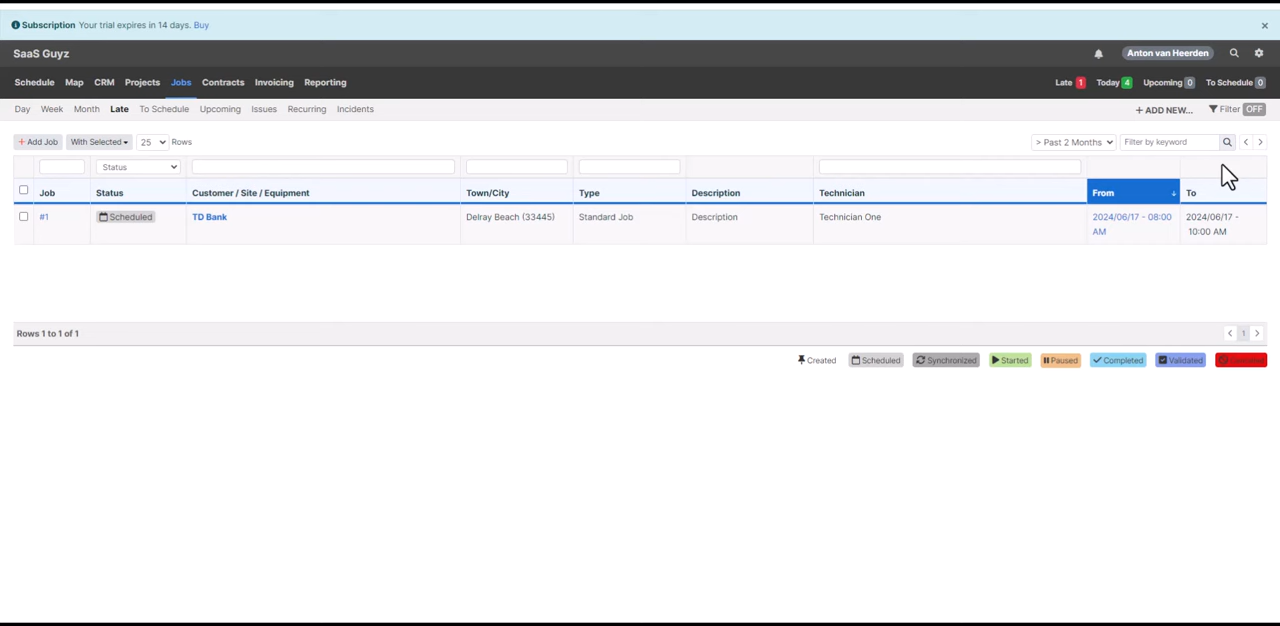 Subscription Your trial expires in 14 days. Buy
SaaS Guyz Anton van Heerden
Schedule Map CRM Projects Jobs Contracts Invoicing Reporting Late 1 Today 4 Upcoming 0 To Schedule 0
Day Week Month Late To Schedule Upcoming Issues Recurring Incidents + ADD NEW... Filter OFF
+ Add Job With Selected 25 Rows > Past 2 Months Filter by keyword
Status
Job Status Customer / Site / Equipment Town/City Type Description Technician From To
#1 Scheduled TD Bank Delray Beach (33445) Standard Job Description Technician One 2024/06/17 - 08:00 2024/06/17 -
AM 10:00 AM
Rows 1 to 1 of 1 1
Created Scheduled Synchronized Started Paused Completed Validated